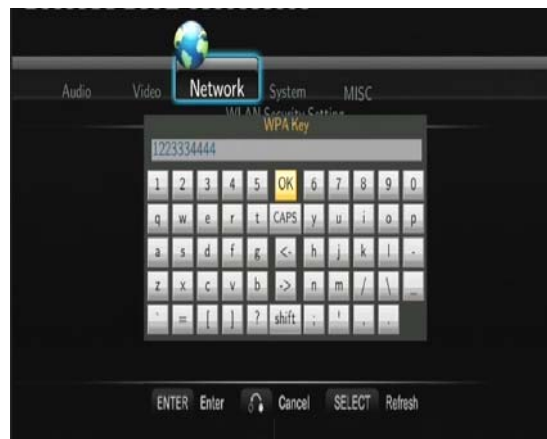 Audio Video Network System MISC
WLAN Security Setting
WPA Key
1223334444
1 2 3 4 5 OK 6 7 8 9 0
q w e r t CAPS y u i o p
a s d f g <- h j k l -
z x c v b -> n m / \ _
` = [ ] ? shift ; ' , .
ENTER Enter Cancel SELECT Refresh